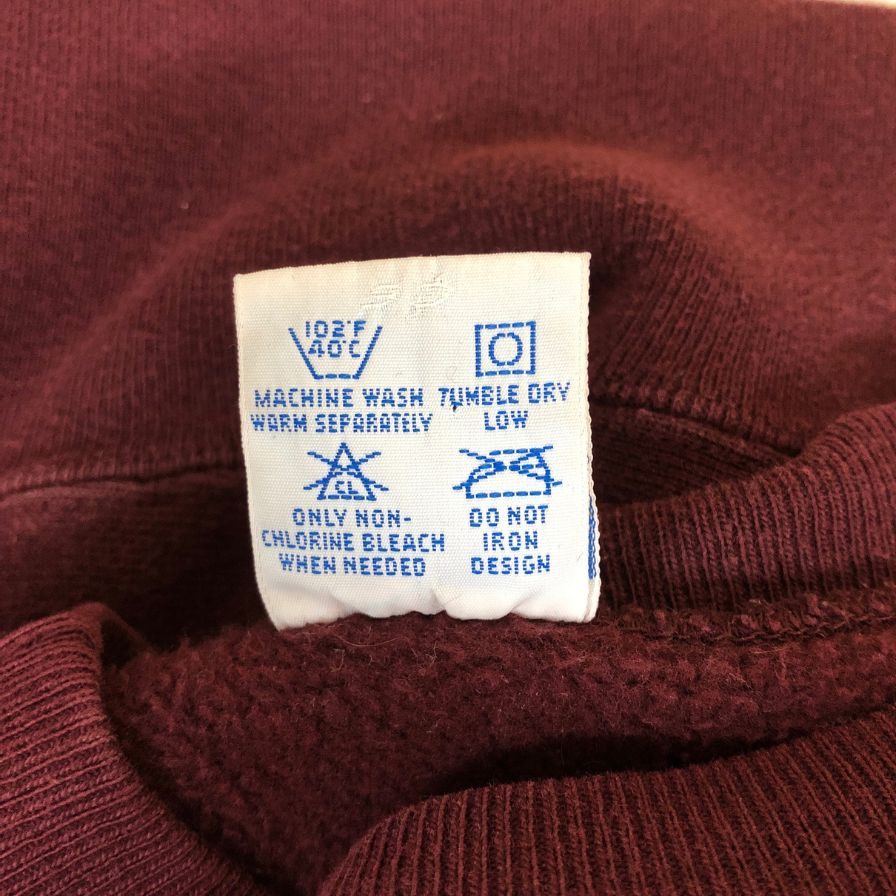 102°F
40°C
MACHINE WASH
WARM SEPARATELY
TUMBLE DRY
LOW
CL
ONLY NON-
CHLORINE BLEACH
WHEN NEEDED
DO NOT
IRON
DESIGN